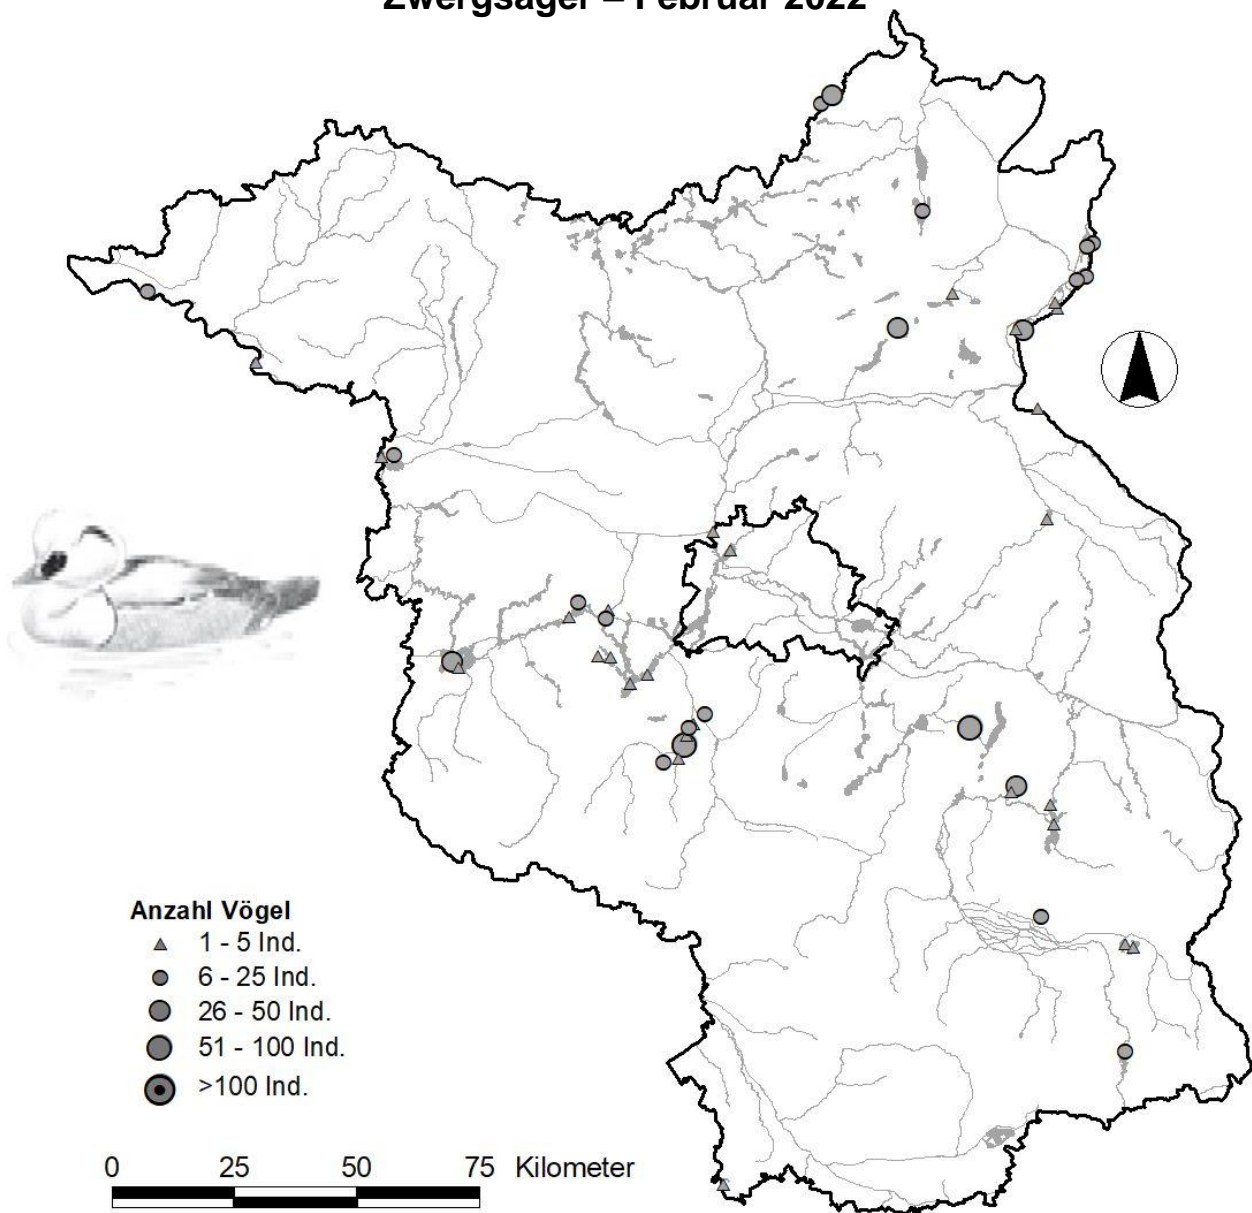 Zwergsäger – Februar 2022
Anzahl Vögel
1 - 5 Ind.
6 - 25 Ind.
26 - 50 Ind.
51 - 100 Ind.
>100 Ind.
0 25 50 75 Kilometer